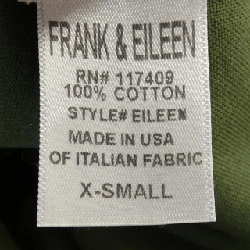 FRANK & EILEEN
RN# 117409
100% COTTON
STYLE# EILEEN
MADE IN USA
OF ITALIAN FABRIC
X-SMALL